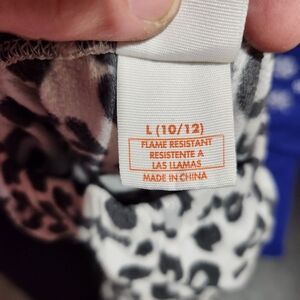 L (10/12)
FLAME RESISTANT
RESISTENTE A
LAS LLAMAS
MADE IN CHINA